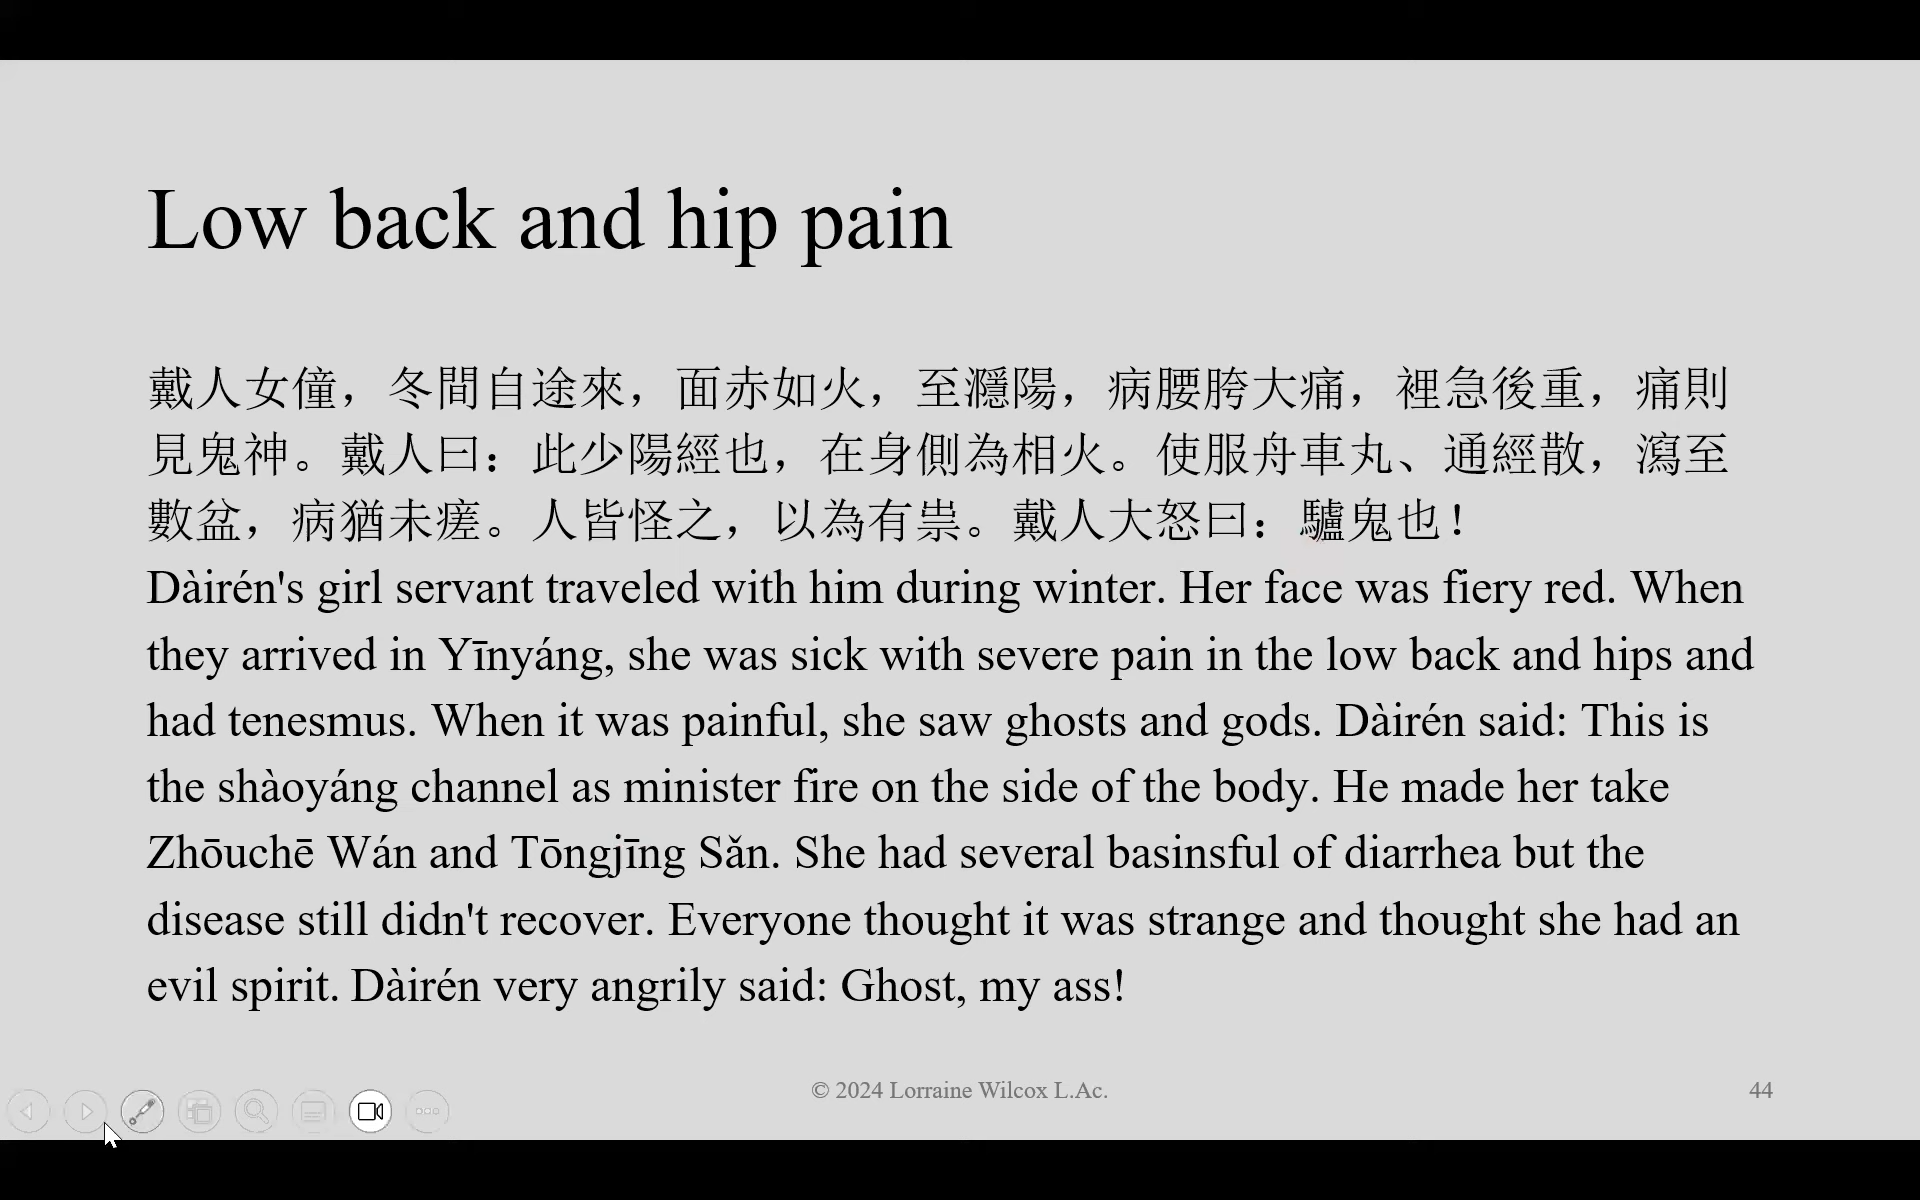 Low back and hip pain
戴人女僮，冬間自途來，面赤如火，至濦陽，病腰胯大痛，裡急後重，痛則
見鬼神。戴人曰：此少陽經也，在身側為相火。使服舟車丸、通經散，瀉至
數盆，病猶未瘥。人皆怪之，以為有祟。戴人大怒曰：驢鬼也！
Dàirén's girl servant traveled with him during winter. Her face was fiery red. When
they arrived in Yīnyáng, she was sick with severe pain in the low back and hips and
had tenesmus. When it was painful, she saw ghosts and gods. Dàirén said: This is
the shàoyáng channel as minister fire on the side of the body. He made her take
Zhōuchē Wán and Tōngjīng Sǎn. She had several basinsful of diarrhea but the
disease still didn't recover. Everyone thought it was strange and thought she had an
evil spirit. Dàirén very angrily said: Ghost, my ass!
© 2024 Lorraine Wilcox L.Ac.
44